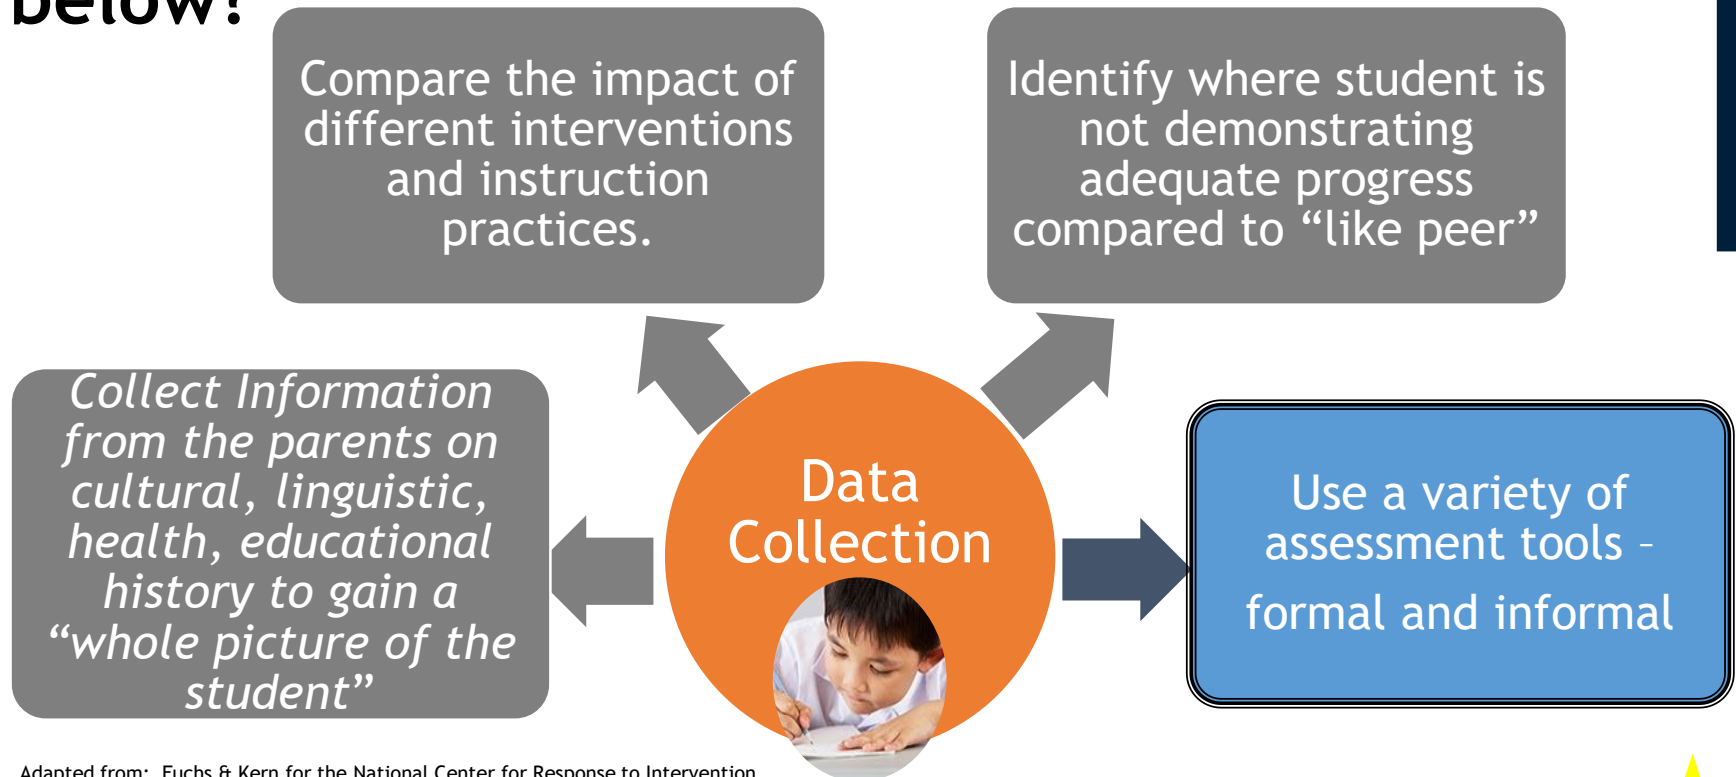 below?
Compare the impact of
different interventions
and instruction
practices.
Identify where student is
not demonstrating
adequate progress
compared to “like peer”
Collect Information
from the parents on
cultural, linguistic,
health, educational
history to gain a
“whole picture of the
student”
Data
Collection
Use a variety of
assessment tools –
formal and informal
Adapted from: Fuchs & Kern for the National Center for Response to Intervention